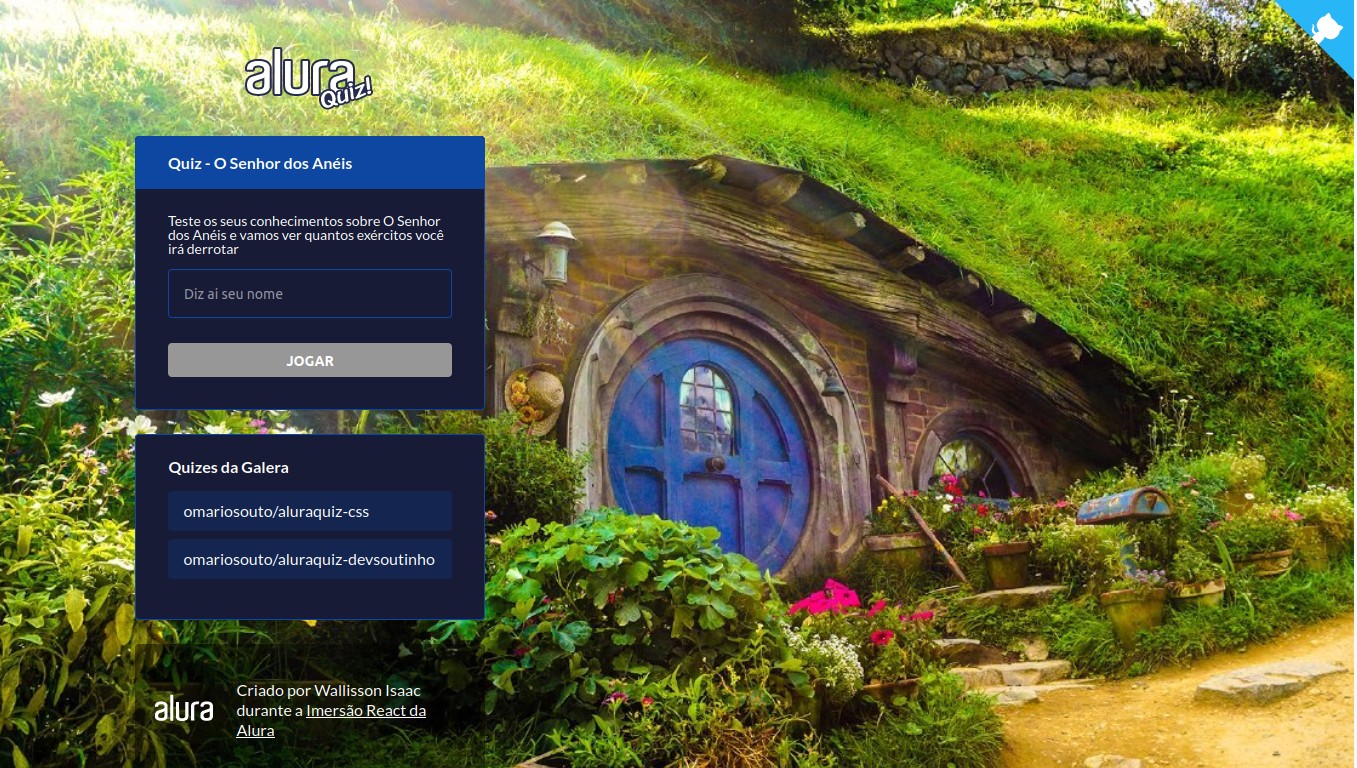 alura
Quiz!
Quiz - O Senhor dos Anéis
Teste os seus conhecimentos sobre O Senhor
dos Anéis e vamos ver quantos exércitos você
irá derrotar
Diz ai seu nome
JOGAR
Quizes da Galera
omariosouto/aluraquiz-css
omariosouto/aluraquiz-devsoutinho
alura
Criado por Wallisson Isaac
durante a Imersão React da
Alura